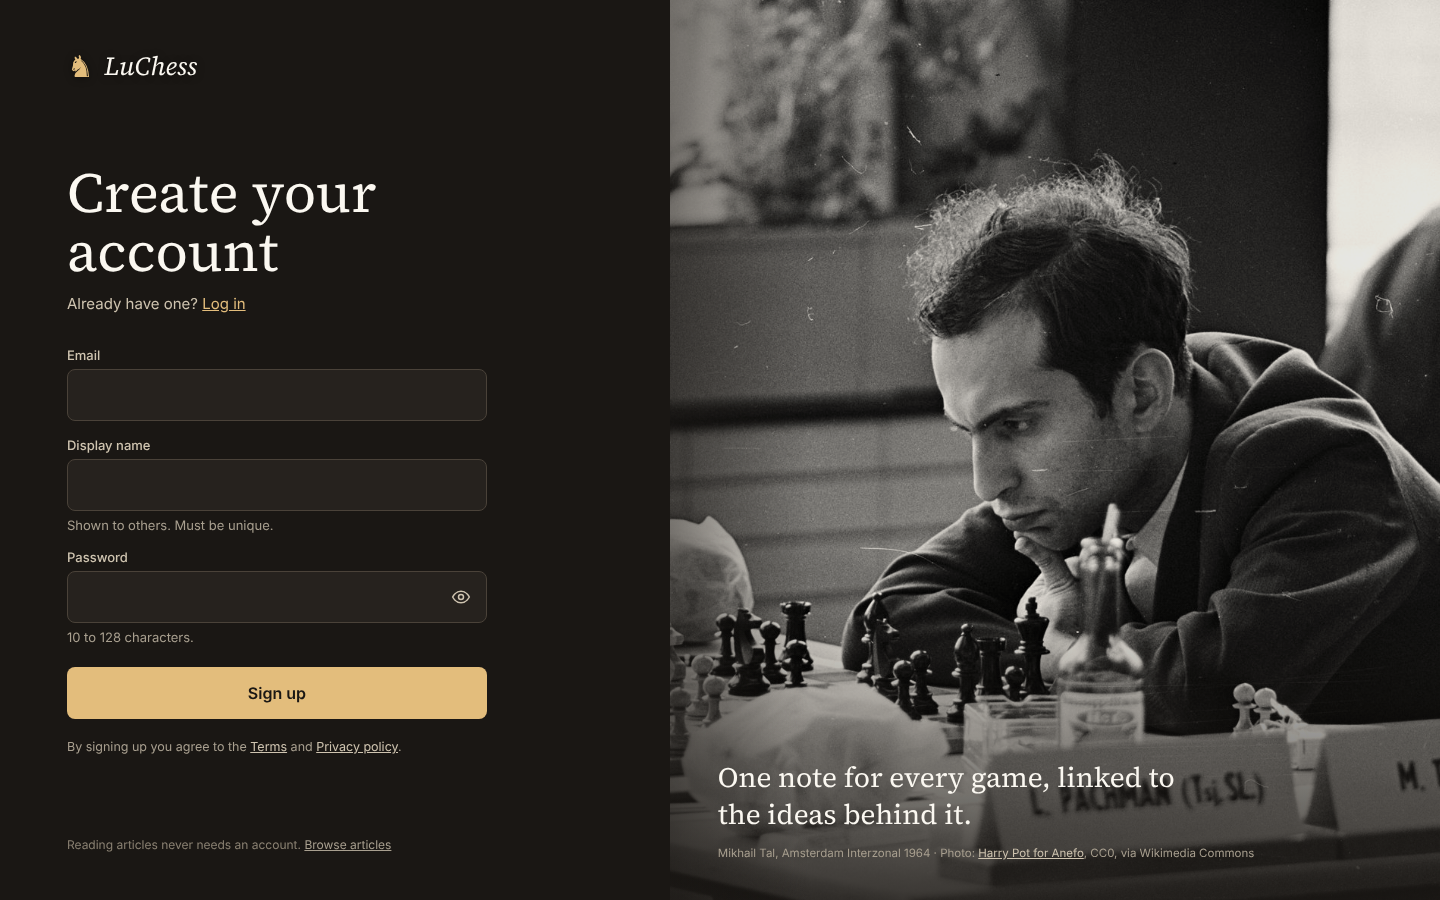 LuChess
Create your
account
Already have one? Log in
Email
Display name
Shown to others. Must be unique.
Password
10 to 128 characters.
Sign up
By signing up you agree to the Terms and Privacy policy.
Reading articles never needs an account. Browse articles
One note for every game, linked to
the ideas behind it.
L. PACHMAN (Tsj. SL.)
M. T
Mikhail Tal, Amsterdam Interzonal 1964 · Photo: Harry Pot for Anefo, CC0, via Wikimedia Commons